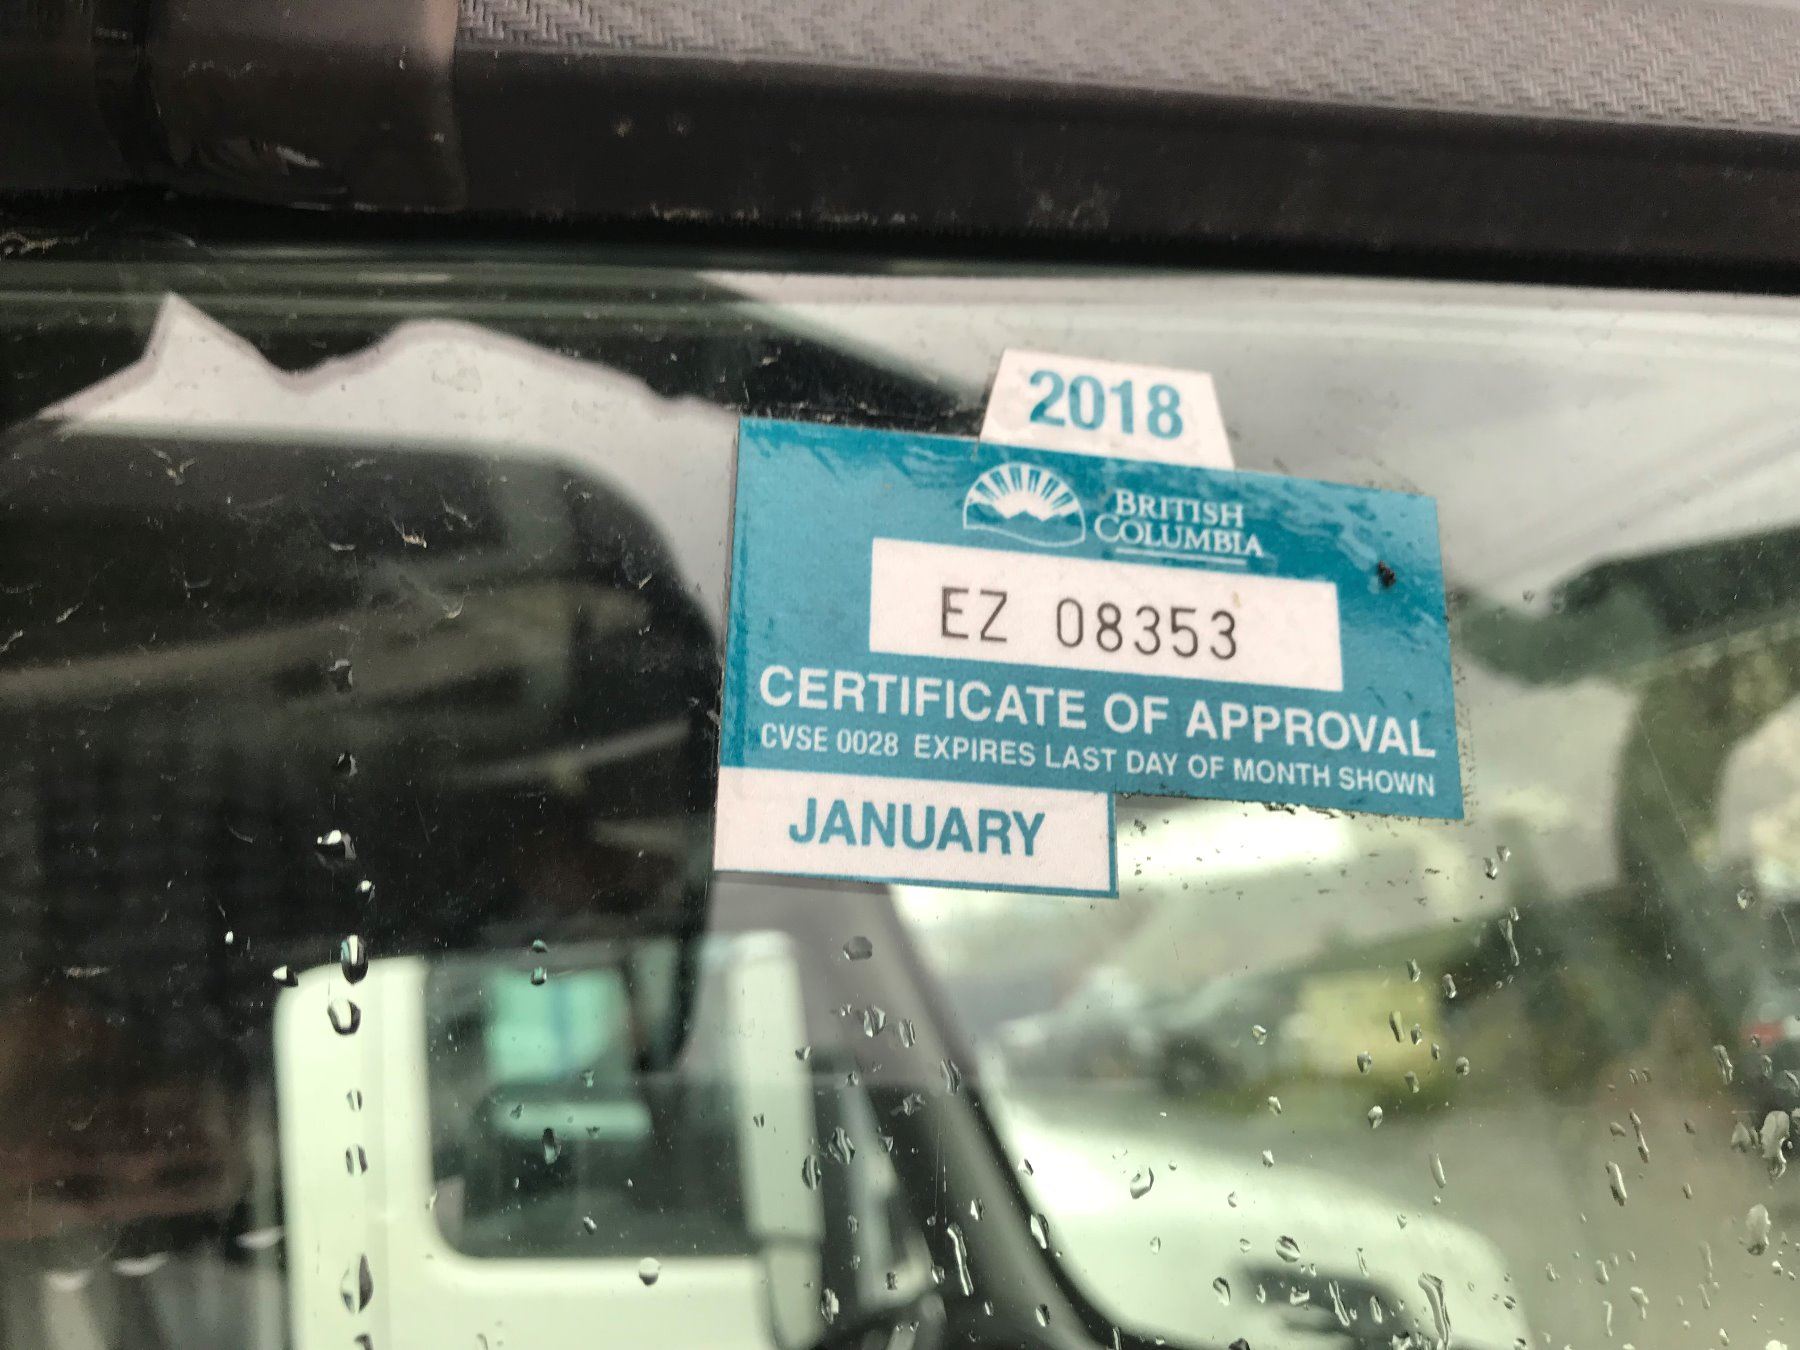 2018
BRITISH
COLUMBIA
EZ 08353
CERTIFICATE OF APPROVAL
CVSE 0028 EXPIRES LAST DAY OF MONTH SHOWN
JANUARY